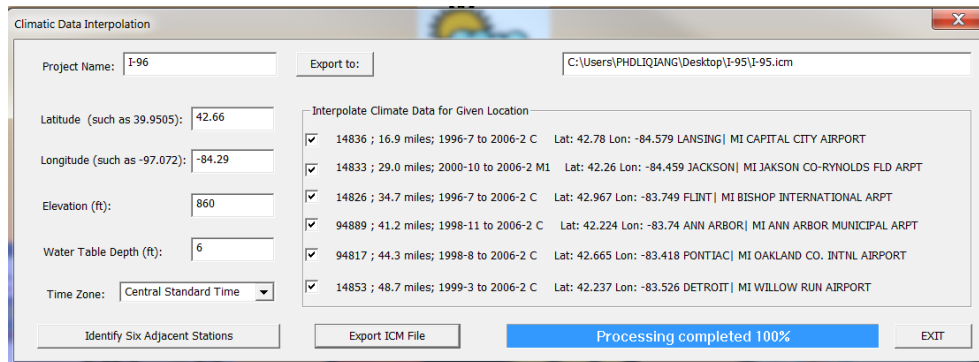 Climatic Data Interpolation
X
Project Name: I-96 Export to: C:\Users\PHDLIQIANG\Desktop\I-95\I-95.icm
Latitude (such as 39.9505): 42.66
Longitude (such as -97.072): -84.29
Elevation (ft): 860
Water Table Depth (ft): 6
Time Zone: Central Standard Time
Interpolate Climate Data for Given Location
14836 ; 16.9 miles; 1996-7 to 2006-2 C Lat: 42.78 Lon: -84.579 LANSING| MI CAPITAL CITY AIRPORT
14833 ; 29.0 miles; 2000-10 to 2006-2 M1 Lat: 42.26 Lon: -84.459 JACKSON| MI JAKSON CO-RYNOLDS FLD ARPT
14826 ; 34.7 miles; 1996-7 to 2006-2 C Lat: 42.967 Lon: -83.749 FLINT| MI BISHOP INTERNATIONAL ARPT
94889 ; 41.2 miles; 1998-11 to 2006-2 C Lat: 42.224 Lon: -83.74 ANN ARBOR| MI ANN ARBOR MUNICIPAL ARPT
94817 ; 44.3 miles; 1998-8 to 2006-2 C Lat: 42.665 Lon: -83.418 PONTIAC| MI OAKLAND CO. INTNL AIRPORT
14853 ; 48.7 miles; 1999-3 to 2006-2 C Lat: 42.237 Lon: -83.526 DETROIT| MI WILLOW RUN AIRPORT
Identify Six Adjacent Stations Export ICM File Processing completed 100% EXIT